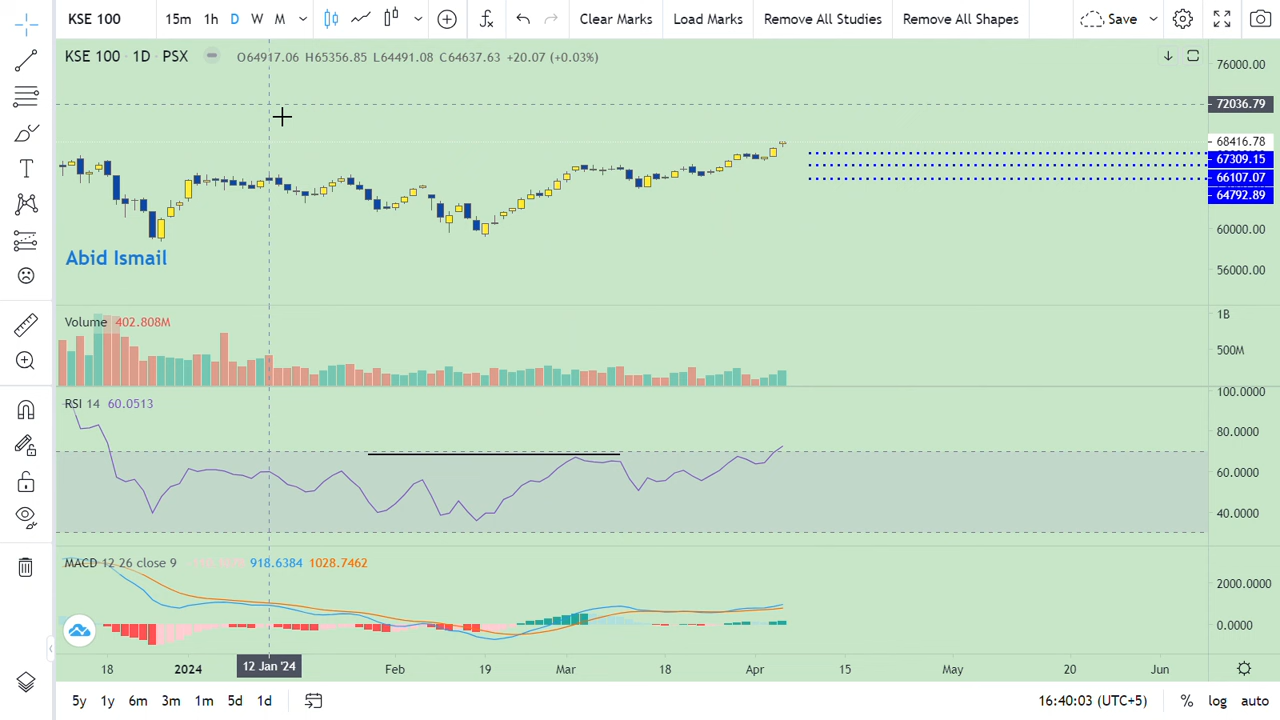 KSE 100 15m 1h D W M Clear Marks Load Marks Remove All Studies Remove All Shapes Save
KSE 100 1D PSX O64917.06 H65356.85 L64491.08 C64637.63 +20.07 (+0.03%)
76000.00
72036.79
68416.78
67309.15
66107.07
64792.89
60000.00
56000.00
Abid Ismail
Volume 402.808M
1B
500M
RSI 14 60.0513
100.0000
80.0000
60.0000
40.0000
MACD 12 26 close 9 918.6384 1028.7462
2000.0000
0.0000
18 2024 12 Jan '24 Feb 19 Mar 18 Apr 15 May 20 Jun
5y 1y 6m 3m 1m 5d 1d 16:40:03 (UTC+5) % log auto